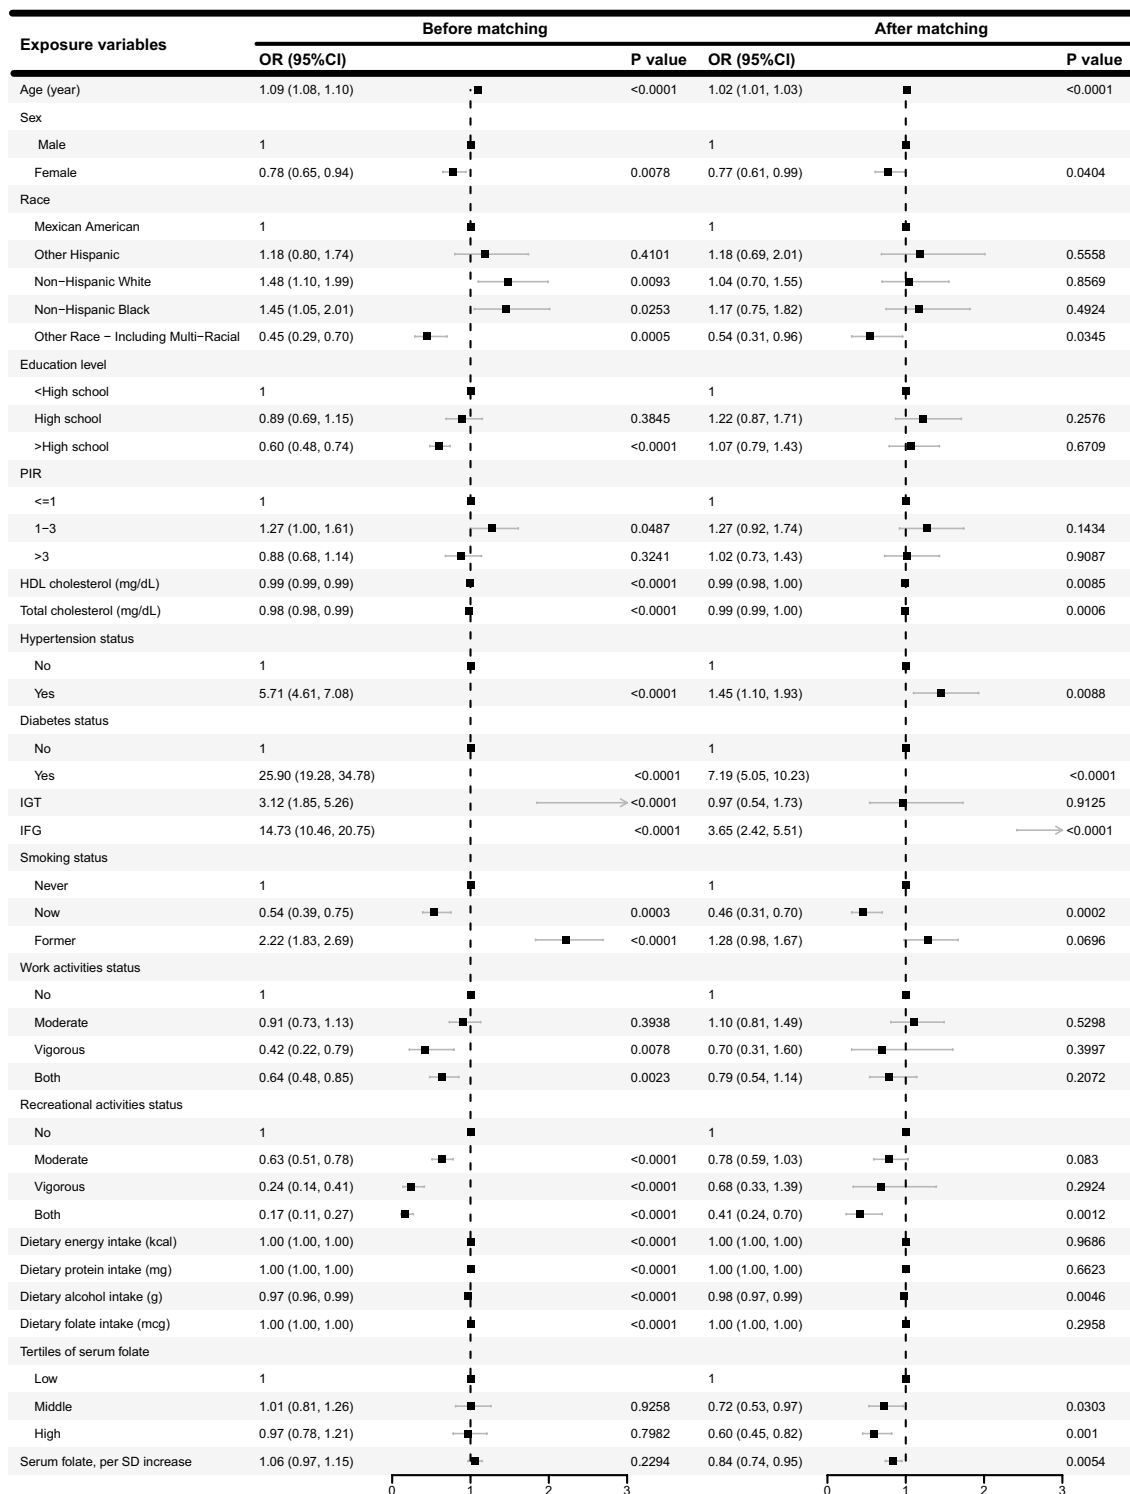 Before matching After matching
Exposure variables
OR (95%CI) P value OR (95%CI) P value
Age (year) 1.09 (1.08, 1.10) <0.0001 1.02 (1.01, 1.03) <0.0001
Sex
Male 1 1
Female 0.78 (0.65, 0.94) 0.0078 0.77 (0.61, 0.99) 0.0404
Race
Mexican American 1 1
Other Hispanic 1.18 (0.80, 1.74) 0.4101 1.18 (0.69, 2.01) 0.5558
Non−Hispanic White 1.48 (1.10, 1.99) 0.0093 1.04 (0.70, 1.55) 0.8569
Non−Hispanic Black 1.45 (1.05, 2.01) 0.0253 1.17 (0.75, 1.82) 0.4924
Other Race − Including Multi−Racial 0.45 (0.29, 0.70) 0.0005 0.54 (0.31, 0.96) 0.0345
Education level
<High school 1 1
High school 0.89 (0.69, 1.15) 0.3845 1.22 (0.87, 1.71) 0.2576
>High school 0.60 (0.48, 0.74) <0.0001 1.07 (0.79, 1.43) 0.6709
PIR
<=1 1 1
1−3 1.27 (1.00, 1.61) 0.0487 1.27 (0.92, 1.74) 0.1434
>3 0.88 (0.68, 1.14) 0.3241 1.02 (0.73, 1.43) 0.9087
HDL cholesterol (mg/dL) 0.99 (0.99, 0.99) <0.0001 0.99 (0.98, 1.00) 0.0085
Total cholesterol (mg/dL) 0.98 (0.98, 0.99) <0.0001 0.99 (0.99, 1.00) 0.0006
Hypertension status
No 1 1
Yes 5.71 (4.61, 7.08) <0.0001 1.45 (1.10, 1.93) 0.0088
Diabetes status
No 1 1
Yes 25.90 (19.28, 34.78) <0.0001 7.19 (5.05, 10.23) <0.0001
IGT 3.12 (1.85, 5.26) <0.0001 0.97 (0.54, 1.73) 0.9125
IFG 14.73 (10.46, 20.75) <0.0001 3.65 (2.42, 5.51) <0.0001
Smoking status
Never 1 1
Now 0.54 (0.39, 0.75) 0.0003 0.46 (0.31, 0.70) 0.0002
Former 2.22 (1.83, 2.69) <0.0001 1.28 (0.98, 1.67) 0.0696
Work activities status
No 1 1
Moderate 0.91 (0.73, 1.13) 0.3938 1.10 (0.81, 1.49) 0.5298
Vigorous 0.42 (0.22, 0.79) 0.0078 0.70 (0.31, 1.60) 0.3997
Both 0.64 (0.48, 0.85) 0.0023 0.79 (0.54, 1.14) 0.2072
Recreational activities status
No 1 1
Moderate 0.63 (0.51, 0.78) <0.0001 0.78 (0.59, 1.03) 0.083
Vigorous 0.24 (0.14, 0.41) <0.0001 0.68 (0.33, 1.39) 0.2924
Both 0.17 (0.11, 0.27) <0.0001 0.41 (0.24, 0.70) 0.0012
Dietary energy intake (kcal) 1.00 (1.00, 1.00) <0.0001 1.00 (1.00, 1.00) 0.9686
Dietary protein intake (mg) 1.00 (1.00, 1.00) <0.0001 1.00 (1.00, 1.00) 0.6623
Dietary alcohol intake (g) 0.97 (0.96, 0.99) <0.0001 0.98 (0.97, 0.99) 0.0046
Dietary folate intake (mcg) 1.00 (1.00, 1.00) <0.0001 1.00 (1.00, 1.00) 0.2958
Tertiles of serum folate
Low 1 1
Middle 1.01 (0.81, 1.26) 0.9258 0.72 (0.53, 0.97) 0.0303
High 0.97 (0.78, 1.21) 0.7982 0.60 (0.45, 0.82) 0.001
Serum folate, per SD increase 1.06 (0.97, 1.15) 0.2294 0.84 (0.74, 0.95) 0.0054
0 1 2 3 0 1 2 3